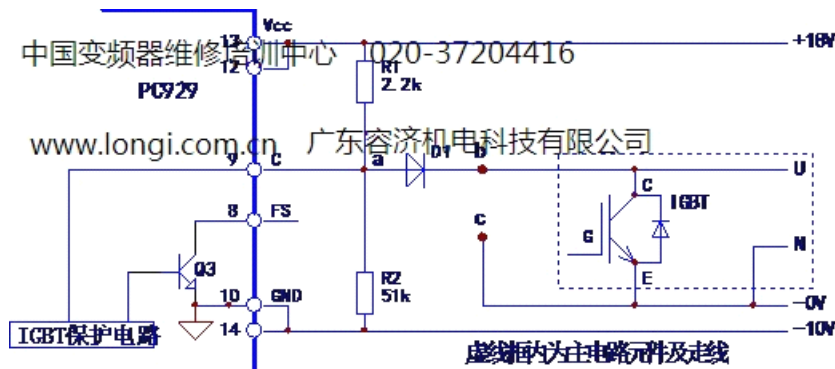 Vcc
13
+18V
中国变频器维修培训中心 020-37204416
12
R1
2.2k
PC929
www.longi.com.cn 广东容济机电科技有限公司
9 C
a
D1
b
U
C
IGBT
8 FS
c
G
N
Q3
E
R2
51k
10 GND
-0V
IGBT保护电路
14
-10V
虚线框内为主电路元件及走线